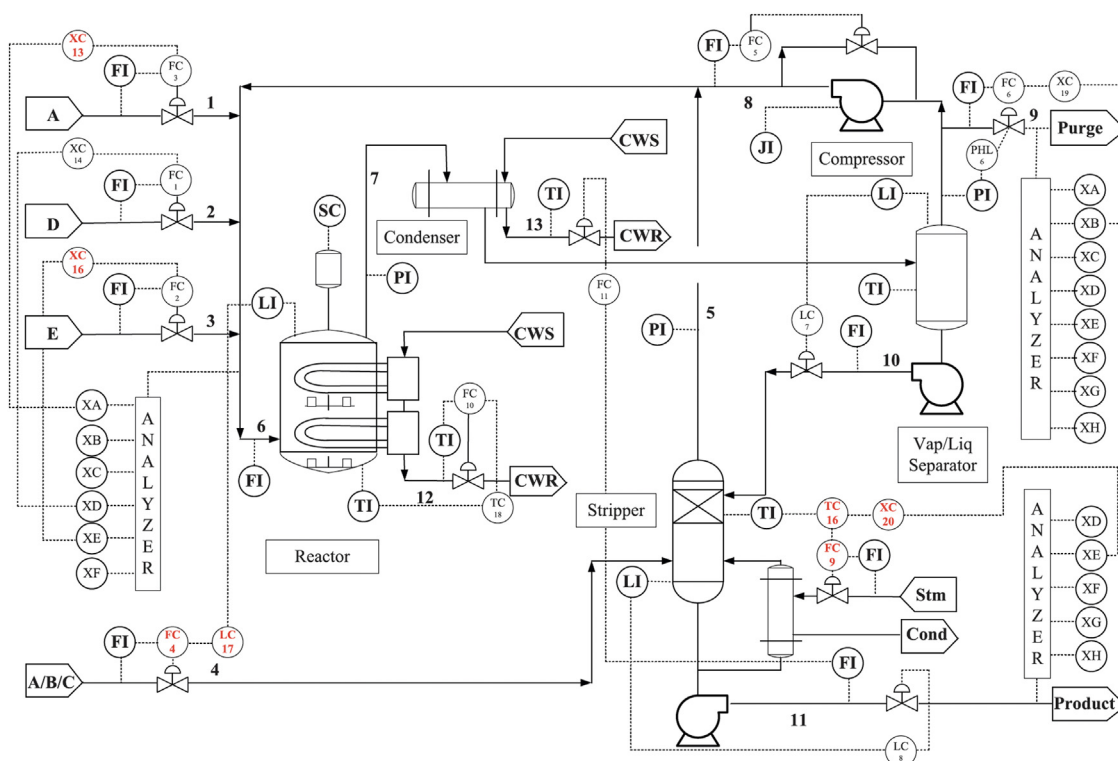 XC
13
FI
FC
3
A
1
XC
14
FI
FC
1
D
2
XC
16
FI
FC
2
E
3
LI
SC
7
CWS
Condenser
TI
13
CWR
PI
FC
11
CWS
FC
10
TI
CWR
12
TC
18
TI
6
FI
Reactor
XA
XB
XC
XD
XE
XF
ANALYZER
FI
FC
4
LC
17
4
A/B/C
FI
FC
5
8
JI
Compressor
FI
FC
6
XC
19
9
Purge
PHL
6
PI
LI
TI
LC
7
FI
10
Vap/Liq
Separator
PI
5
ANALYZER
XA
XB
XC
XD
XE
XF
XG
XH
Stripper
TI
TC
16
XC
20
FC
9
FI
Stm
Cond
LI
FI
11
LC
8
ANALYZER
XD
XE
XF
XG
XH
Product